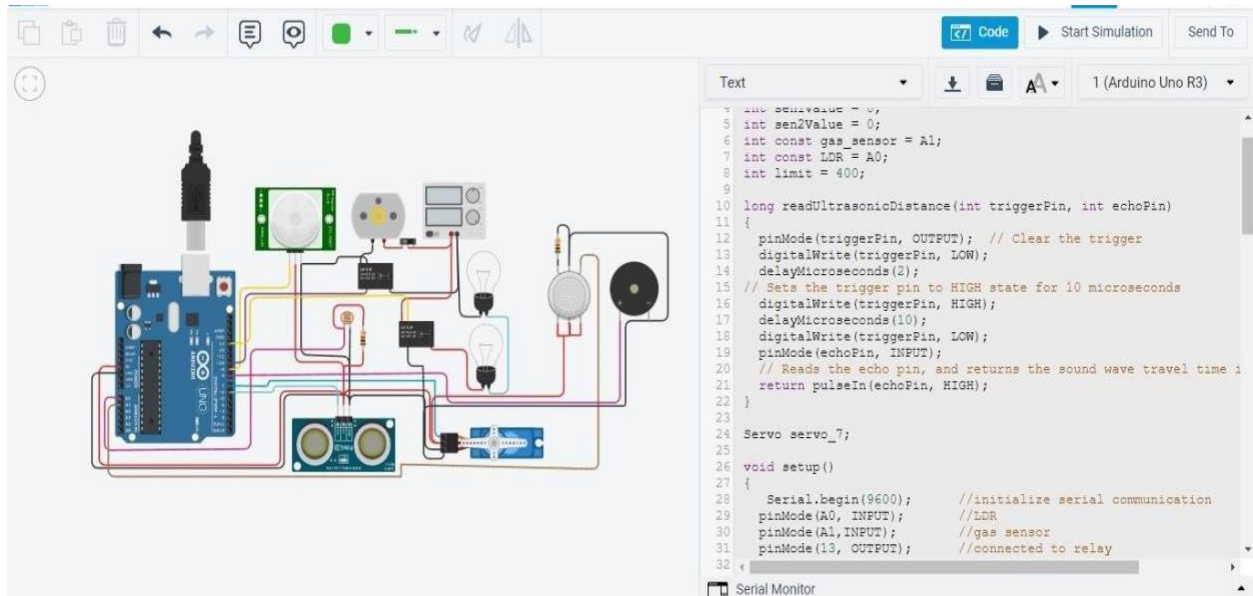 Code
Start Simulation
Send To
Text
1 (Arduino Uno R3)
4 int sen1Value = 0;
5 int sen2Value = 0;
6 int const gas_sensor = A1;
7 int const LDR = A0;
8 int limit = 400;
9
10 long readUltrasonicDistance(int triggerPin, int echoPin)
11 {
12 pinMode(triggerPin, OUTPUT); // Clear the trigger
13 digitalWrite(triggerPin, LOW);
14 delayMicroseconds(2);
15 // Sets the trigger pin to HIGH state for 10 microseconds
16 digitalWrite(triggerPin, HIGH);
17 delayMicroseconds(10);
18 digitalWrite(triggerPin, LOW);
19 pinMode(echoPin, INPUT);
20 // Reads the echo pin, and returns the sound wave travel time i
21 return pulseIn(echoPin, HIGH);
22 }
23
24 Servo servo_7;
25
26 void setup()
27 {
28 Serial.begin(9600); //initialize serial communication
29 pinMode(A0, INPUT); //LDR
30 pinMode(A1,INPUT); //gas sensor
31 pinMode(13, OUTPUT); //connected to relay
32
Serial Monitor
UNO
ARDUINO